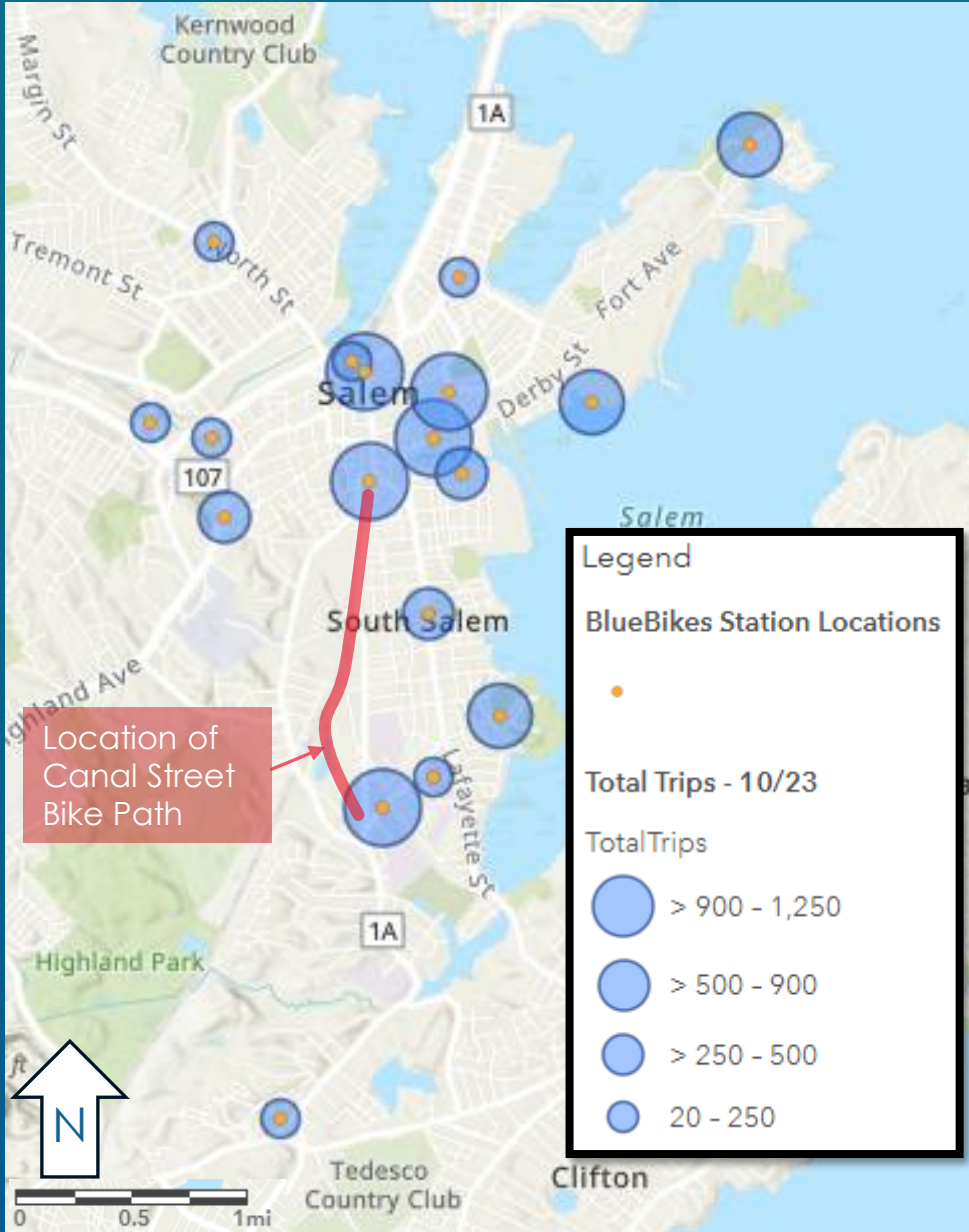 Kernwood
Country Club
Margin St
1A
Tremont St
North St
Fort Ave
Derby St
Salem
107
Salem
South Salem
Highland Ave
Location of
Canal Street
Bike Path
Lafayette St
1A
Highland Park
ft
N
Tedesco
Country Club
Clifton
0 0.5 1mi
Legend
BlueBikes Station Locations
Total Trips - 10/23
TotalTrips
> 900 - 1,250
> 500 - 900
> 250 - 500
20 - 250